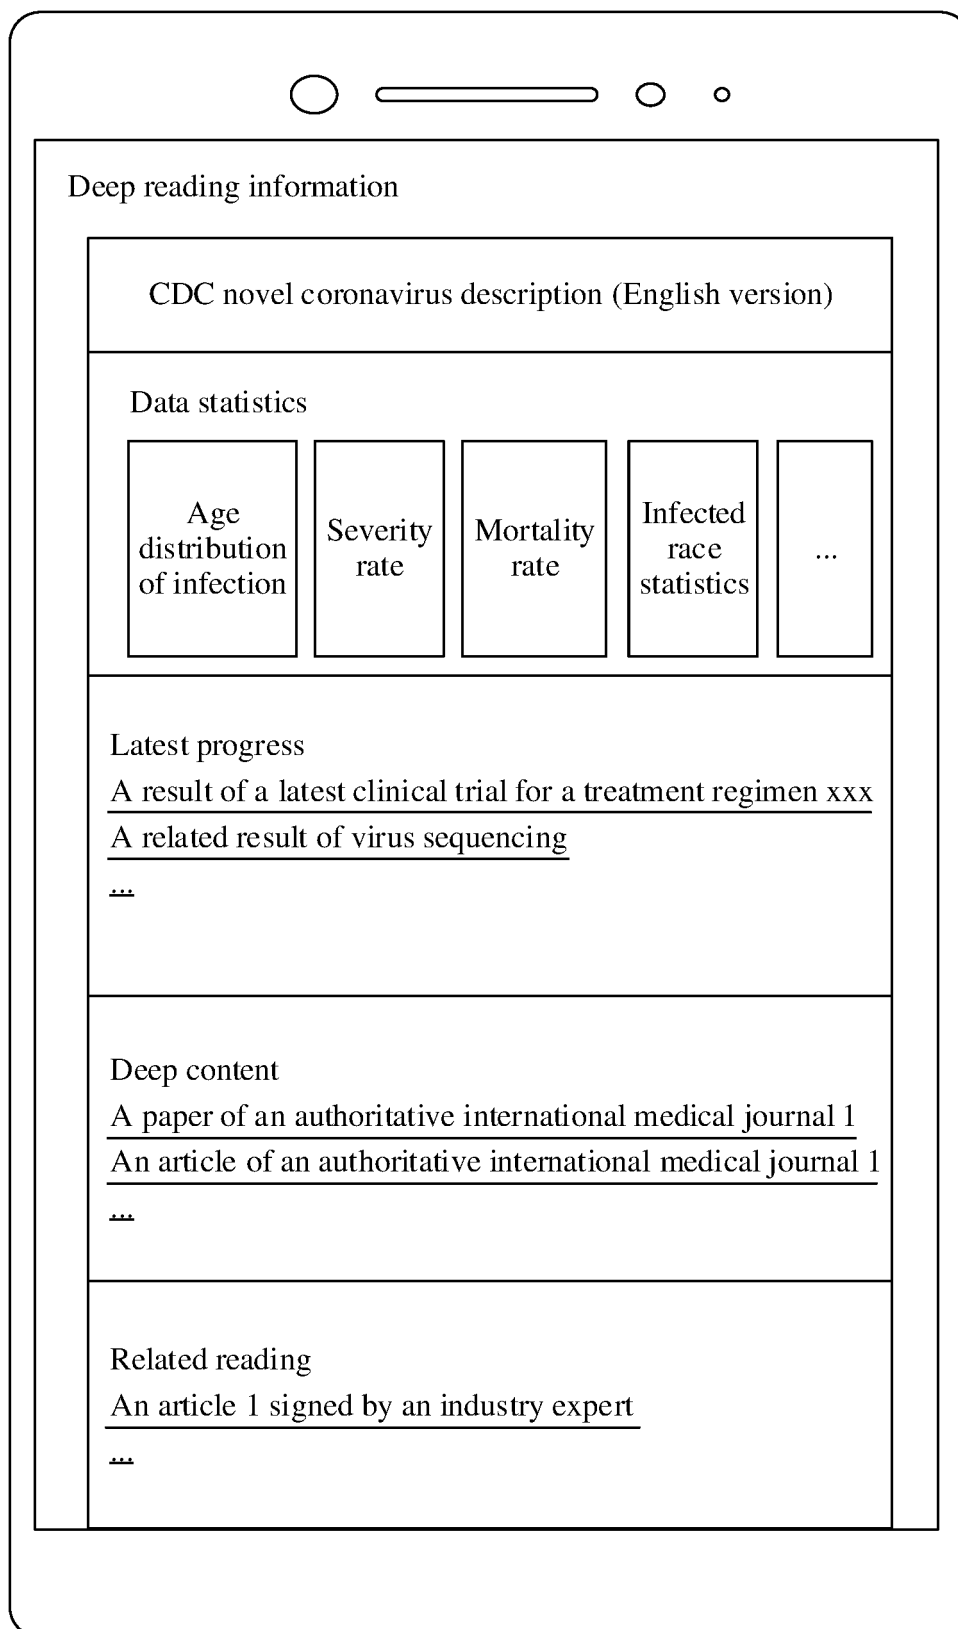 Deep reading information
CDC novel coronavirus description (English version)
Data statistics
Age
distribution
of infection
Severity
rate
Mortality
rate
Infected
race
statistics
...
Latest progress
A result of a latest clinical trial for a treatment regimen xxx
A related result of virus sequencing
...
Deep content
A paper of an authoritative international medical journal 1
An article of an authoritative international medical journal 1
...
Related reading
An article 1 signed by an industry expert
...